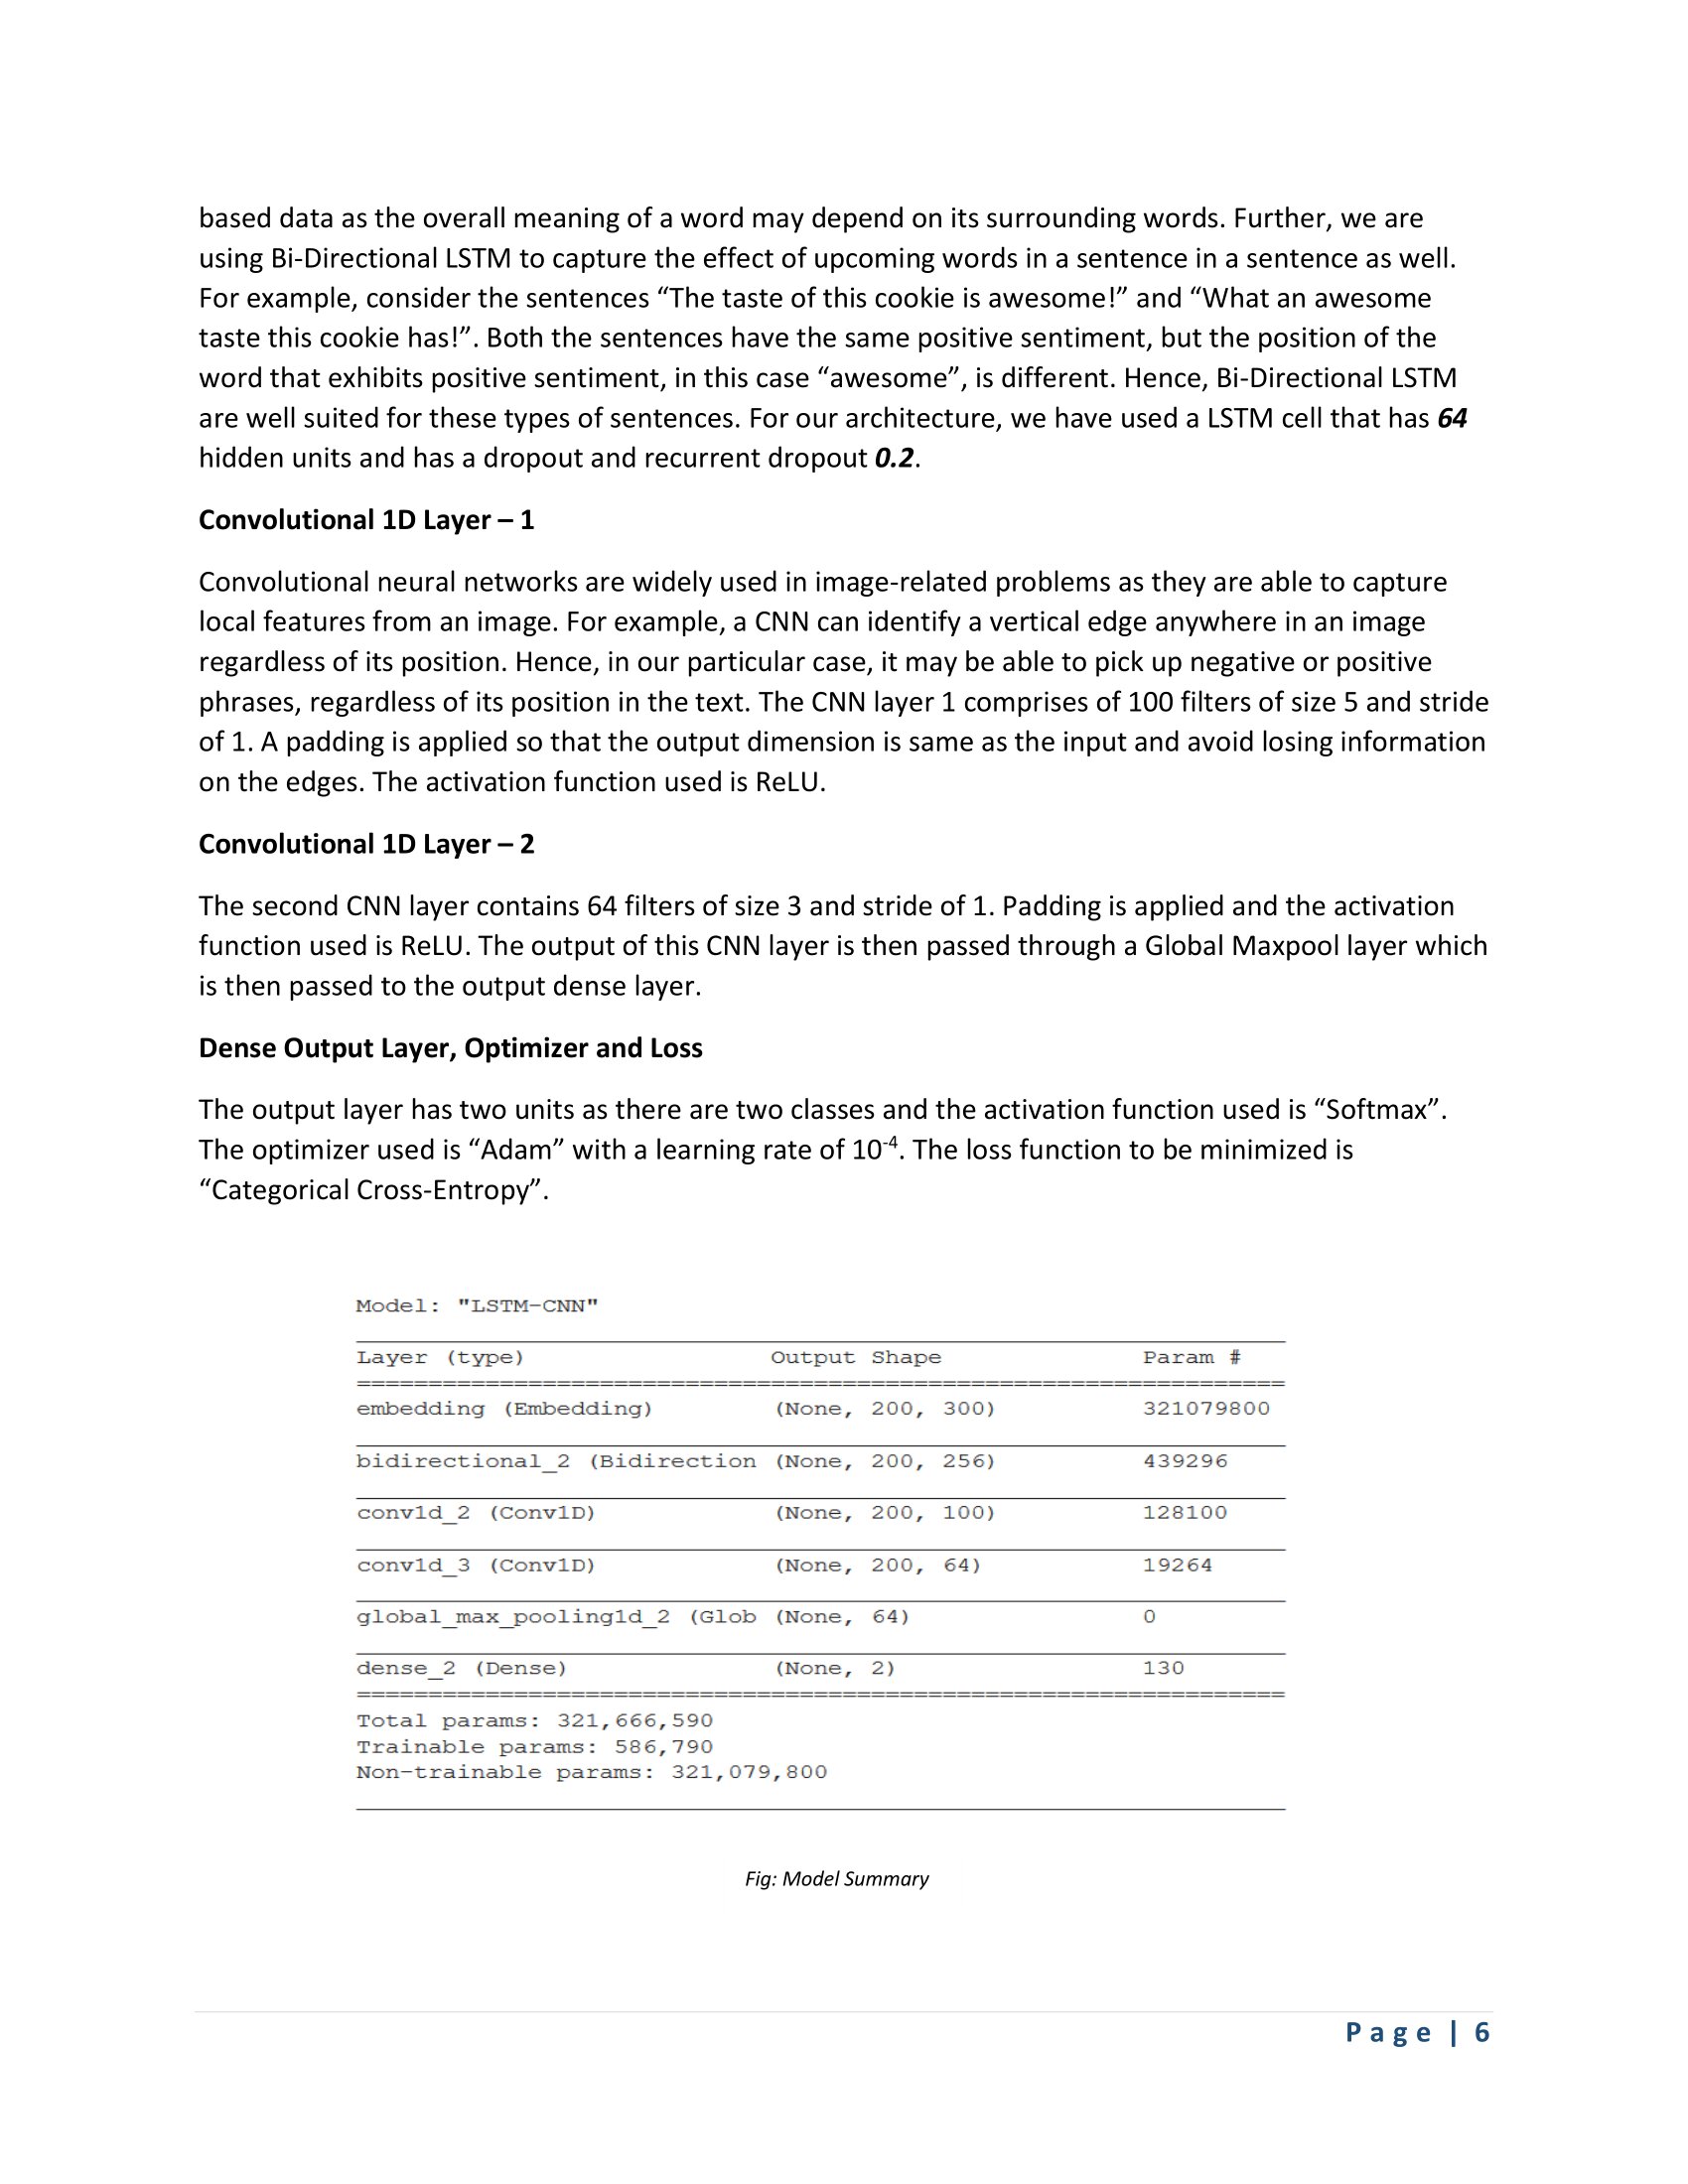 based data as the overall meaning of a word may depend on its surrounding words. Further, we are
using Bi-Directional LSTM to capture the effect of upcoming words in a sentence in a sentence as well.
For example, consider the sentences “The taste of this cookie is awesome!” and “What an awesome
taste this cookie has!”. Both the sentences have the same positive sentiment, but the position of the
word that exhibits positive sentiment, in this case “awesome”, is different. Hence, Bi-Directional LSTM
are well suited for these types of sentences. For our architecture, we have used a LSTM cell that has 64
hidden units and has a dropout and recurrent dropout 0.2.
Convolutional 1D Layer – 1
Convolutional neural networks are widely used in image-related problems as they are able to capture
local features from an image. For example, a CNN can identify a vertical edge anywhere in an image
regardless of its position. Hence, in our particular case, it may be able to pick up negative or positive
phrases, regardless of its position in the text. The CNN layer 1 comprises of 100 filters of size 5 and stride
of 1. A padding is applied so that the output dimension is same as the input and avoid losing information
on the edges. The activation function used is ReLU.
Convolutional 1D Layer – 2
The second CNN layer contains 64 filters of size 3 and stride of 1. Padding is applied and the activation
function used is ReLU. The output of this CNN layer is then passed through a Global Maxpool layer which
is then passed to the output dense layer.
Dense Output Layer, Optimizer and Loss
The output layer has two units as there are two classes and the activation function used is “Softmax”.
The optimizer used is “Adam” with a learning rate of 10-4. The loss function to be minimized is
“Categorical Cross-Entropy”.
Model: "LSTM-CNN"
Layer (type) Output Shape Param #
embedding (Embedding) (None, 200, 300) 321079800
bidirectional_2 (Bidirection (None, 200, 256) 439296
conv1d_2 (Conv1D) (None, 200, 100) 128100
conv1d_3 (Conv1D) (None, 200, 64) 19264
global_max_pooling1d_2 (Glob (None, 64) 0
dense_2 (Dense) (None, 2) 130
Total params: 321,666,590
Trainable params: 586,790
Non-trainable params: 321,079,800
Fig: Model Summary
Page | 6